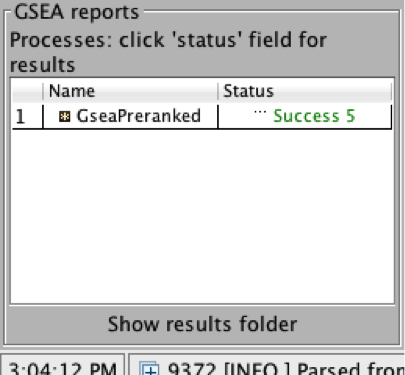 GSEA reports
Processes: click 'status' field for
results
Name Status
1 GseaPreranked ... Success 5
Show results folder
3:04:12 PM 9372 [INFO ] Parsed from